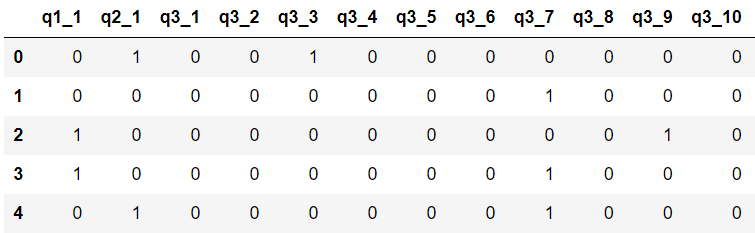 q1_1 q2_1 q3_1 q3_2 q3_3 q3_4 q3_5 q3_6 q3_7 q3_8 q3_9 q3_10
0 0 1 0 0 1 0 0 0 0 0 0 0
1 0 0 0 0 0 0 0 0 1 0 0 0
2 1 0 0 0 0 0 0 0 0 0 1 0
3 1 0 0 0 0 0 0 0 1 0 0 0
4 0 1 0 0 0 0 0 0 1 0 0 0